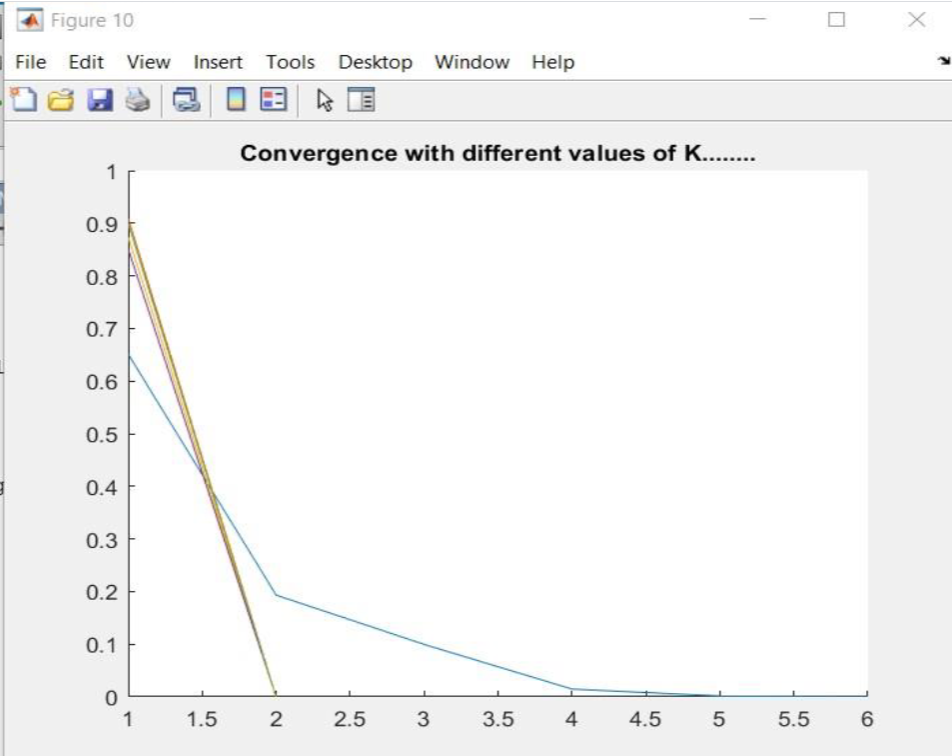 Figure 10
File Edit View Insert Tools Desktop Window Help
Convergence with different values of K........
1
0.9
0.8
0.7
0.6
0.5
0.4
0.3
0.2
0.1
0
1 1.5 2 2.5 3 3.5 4 4.5 5 5.5 6